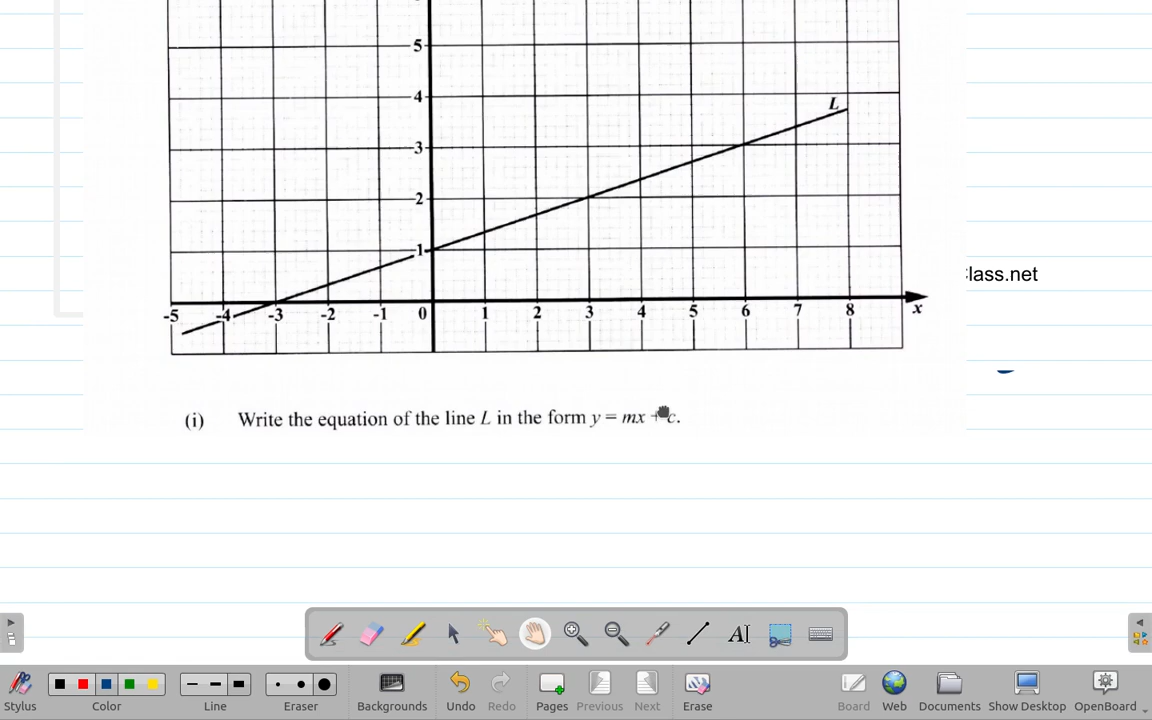 5
4
L
3
2
1
lass.net
-5 -4 -3 -2 -1 0 1 2 3 4 5 6 7 8 x
(i) Write the equation of the line L in the form y = mx + c.
Stylus Color Line Eraser Backgrounds Undo Redo Pages Previous Next Erase Board Web Documents Show Desktop OpenBoard